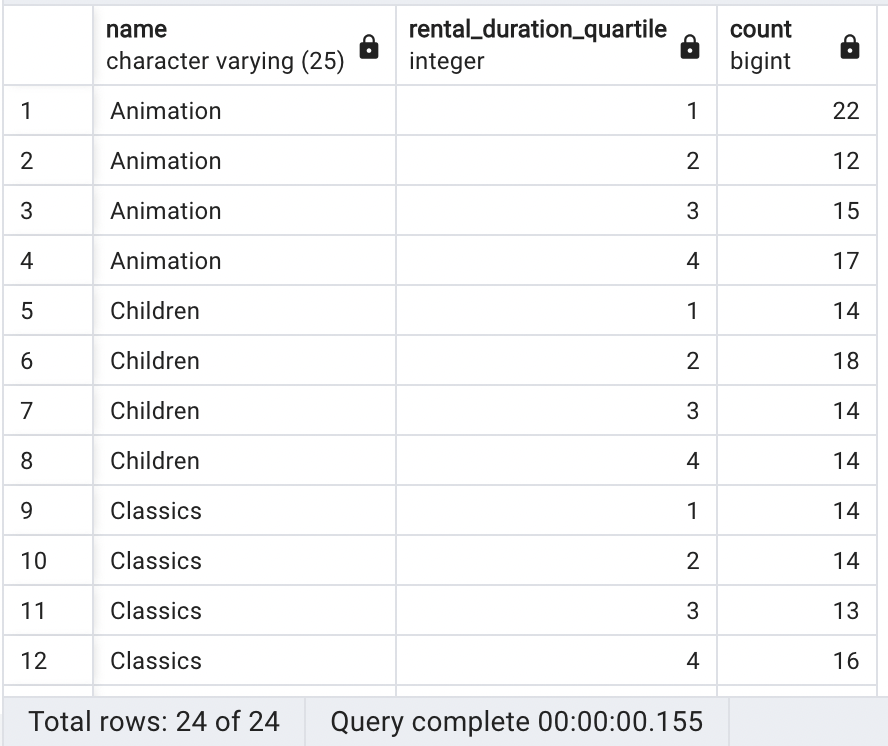 name rental_duration_quartile count
character varying (25) integer bigint
1 Animation 1 22
2 Animation 2 12
3 Animation 3 15
4 Animation 4 17
5 Children 1 14
6 Children 2 18
7 Children 3 14
8 Children 4 14
9 Classics 1 14
10 Classics 2 14
11 Classics 3 13
12 Classics 4 16
Total rows: 24 of 24 Query complete 00:00:00.155